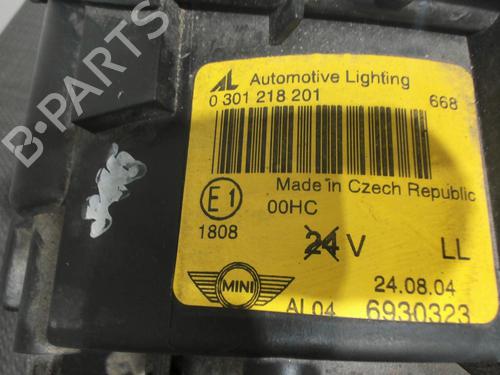 B-PARTS
AL Automotive Lighting
0 301 218 201 668
Made in Czech Republic
E1 00HC
1808 24 V LL
MINI 24.08.04
AL04 6930323